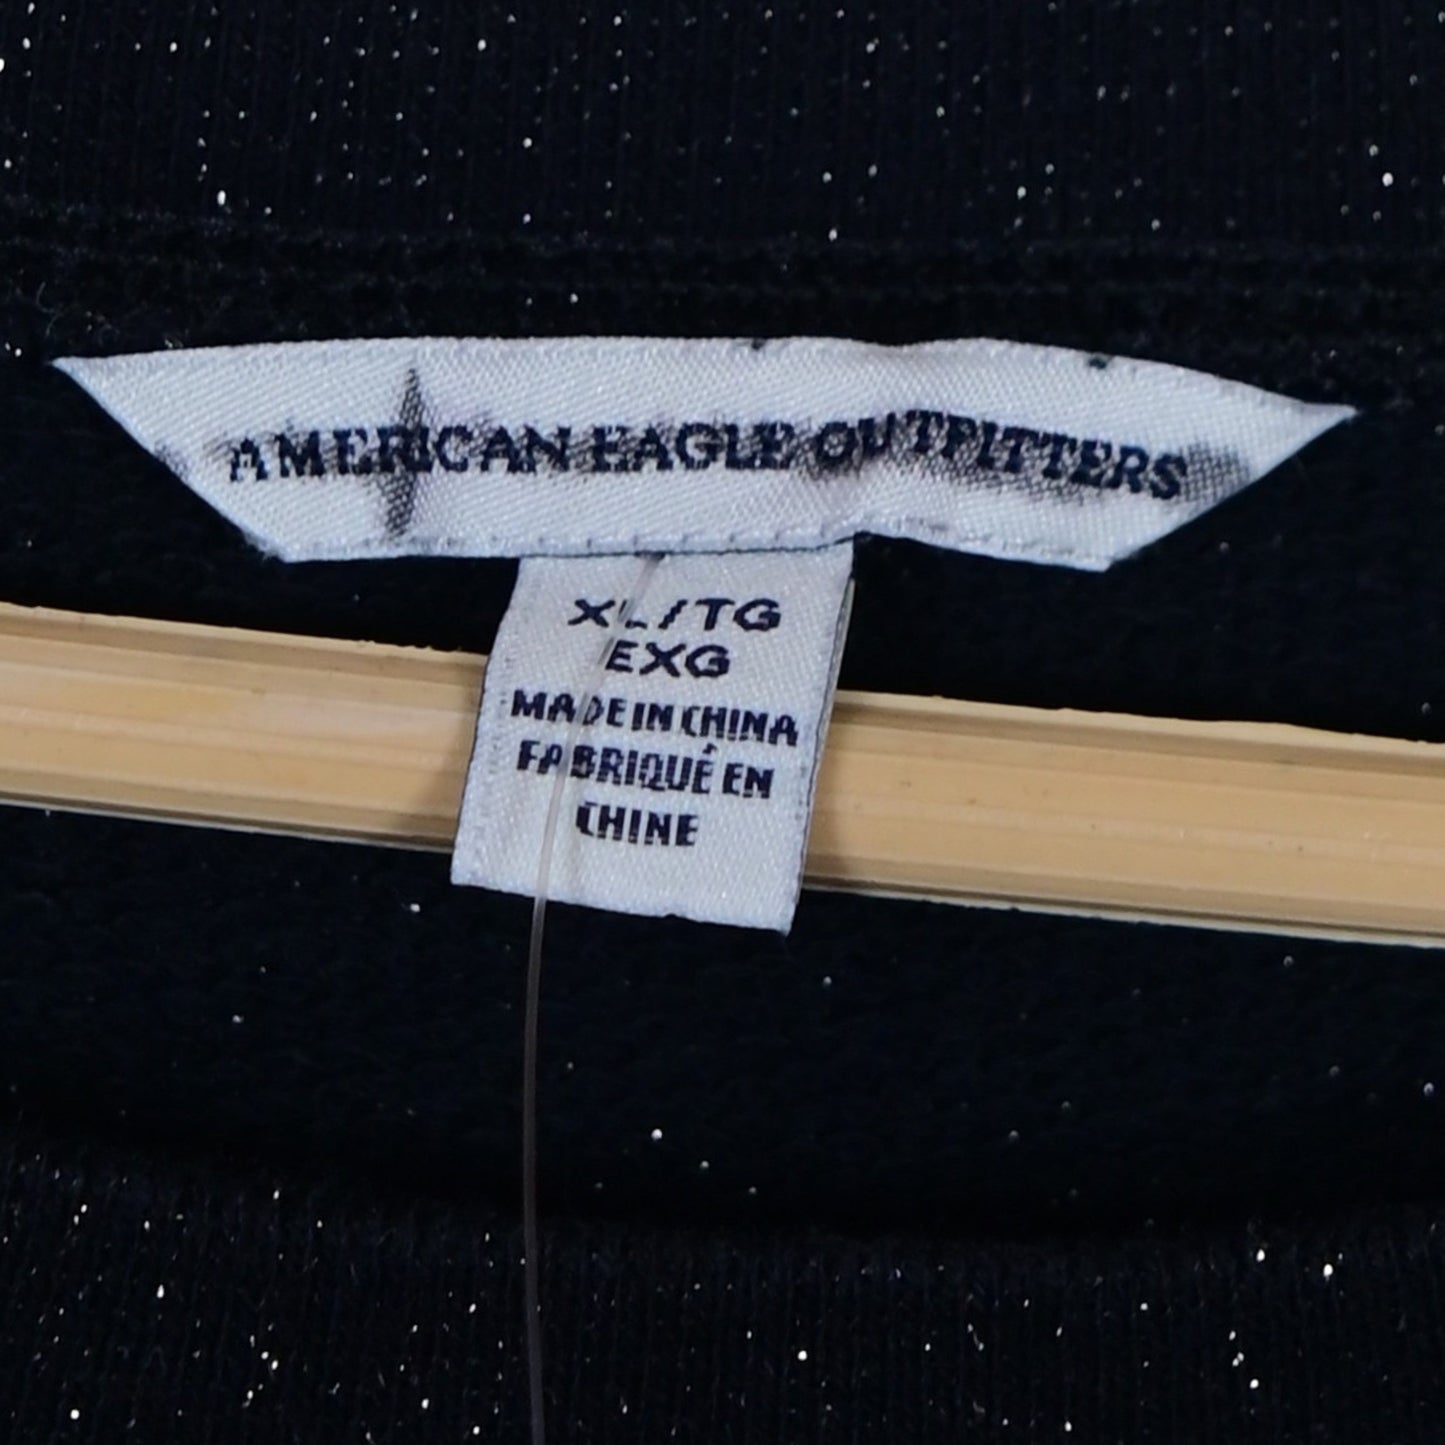 AMERICAN EAGLE OUTFITTERS
XL/TG
EXG
MADE IN CHINA
FABRIQUÉ EN
CHINE